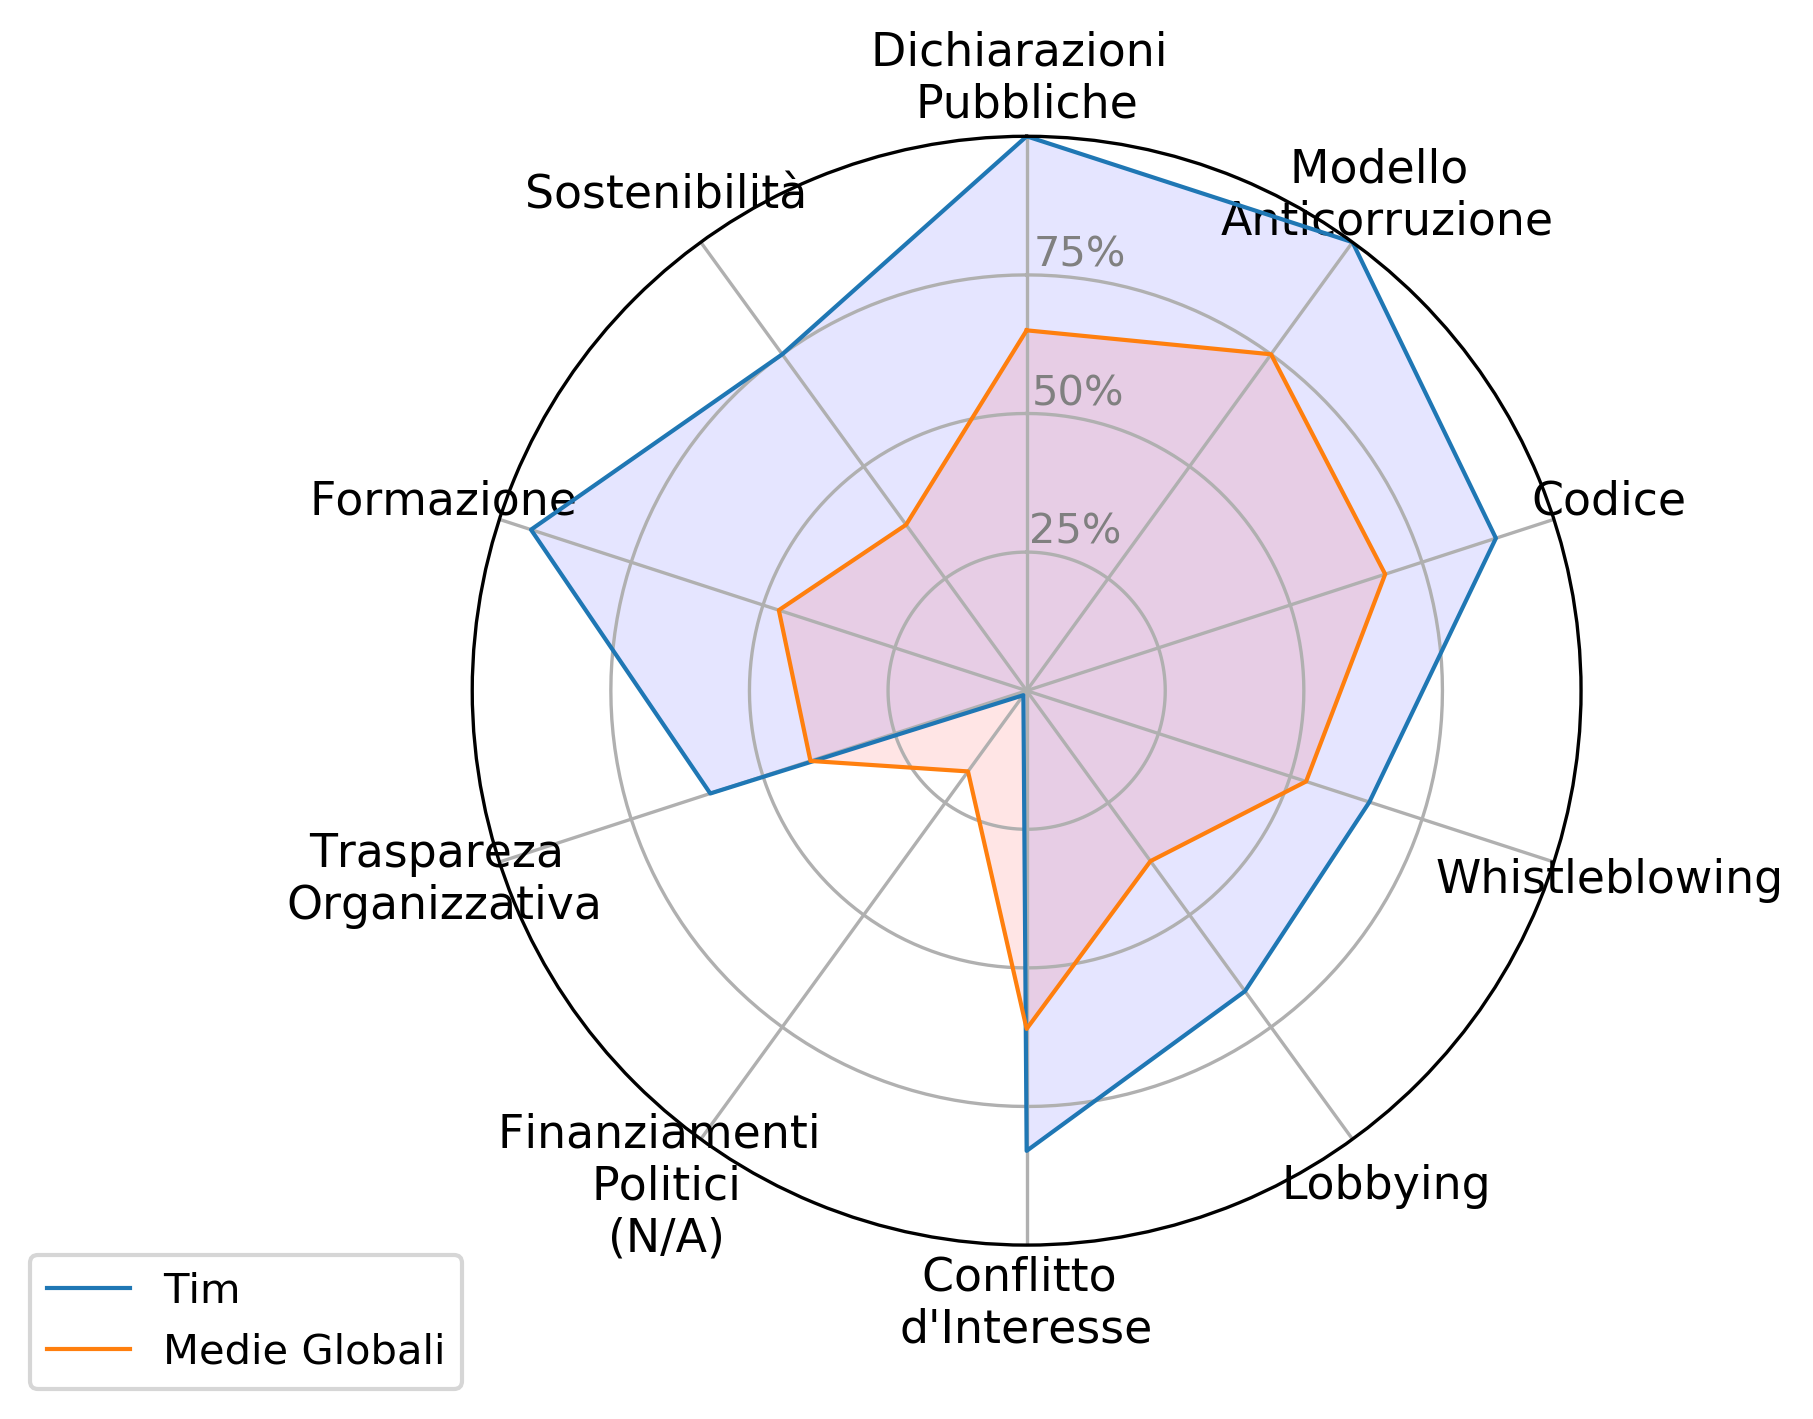 Dichiarazioni
Pubbliche
Modello
Anticorruzione
Sostenibilità
75%
50%
Formazione
Codice
25%
Traspareza
Organizzativa
Whistleblowing
Finanziamenti
Politici
(N/A)
Lobbying
Conflitto
d'Interesse
Tim
Medie Globali